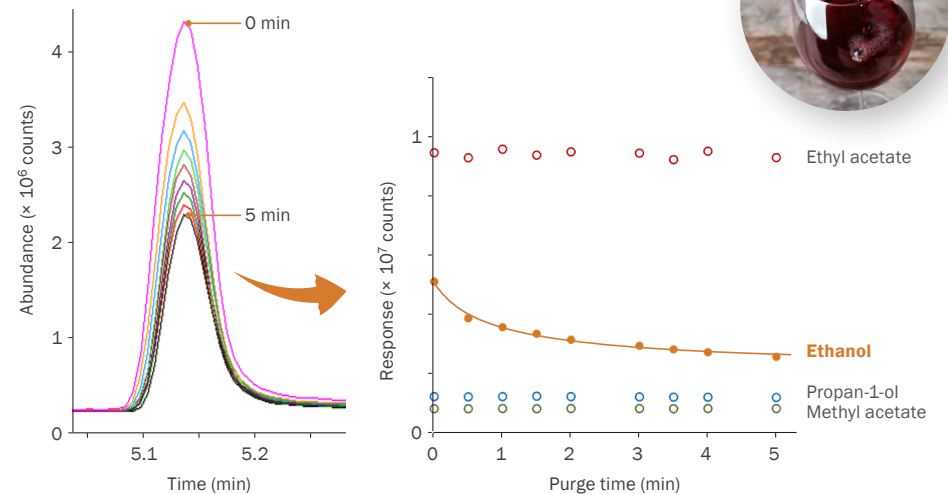 0 min
5 min
4
3
2
1
0
5.1
5.2
Abundance (× 10⁶ counts)
Time (min)
1
0
0
1
2
3
4
5
Response (× 10⁷ counts)
Purge time (min)
Ethyl acetate
Ethanol
Propan-1-ol
Methyl acetate